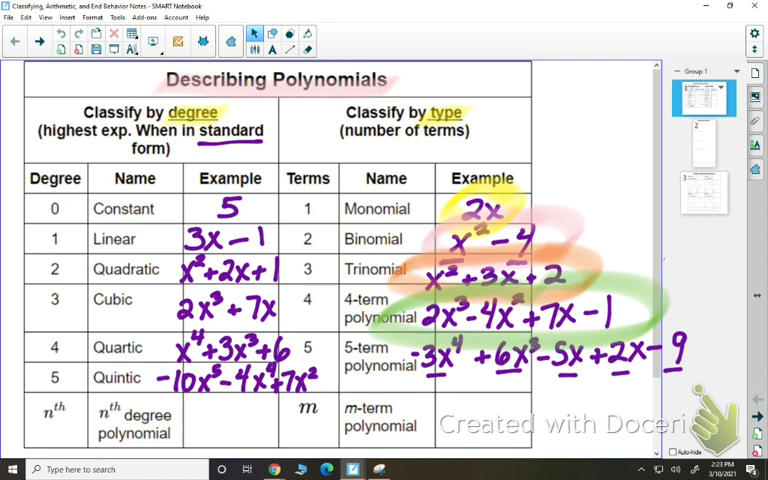 Classifying, Arithmetic, and End Behavior Notes - SMART Notebook
File Edit View Insert Format Tools Add-ons Help
Describing Polynomials
Classify by degree
(highest exp. When in standard
form)
Classify by type
(number of terms)
Degree Name Example Terms Name Example
0 Constant 5 1 Monomial 2x
1 Linear 3x - 1 2 Binomial x² - 4
2 Quadratic x² + 2x + 1 3 Trinomial x² + 3x + 2
3 Cubic 2x³ + 7x 4 4-term polynomial 2x³ - 4x² + 7x - 1
4 Quartic x⁴ + 3x³ + 6 5 5-term polynomial -3x⁴ + 6x³ - 5x + 2x - 9
5 Quintic -10x⁵ - 4x⁴ + 7x²
nᵗʰ nᵗʰ degree polynomial m m-term polynomial
Created with Doceri
Group 1
2
3
Auto-hide
Type here to search
2:23 PM
3/10/2021